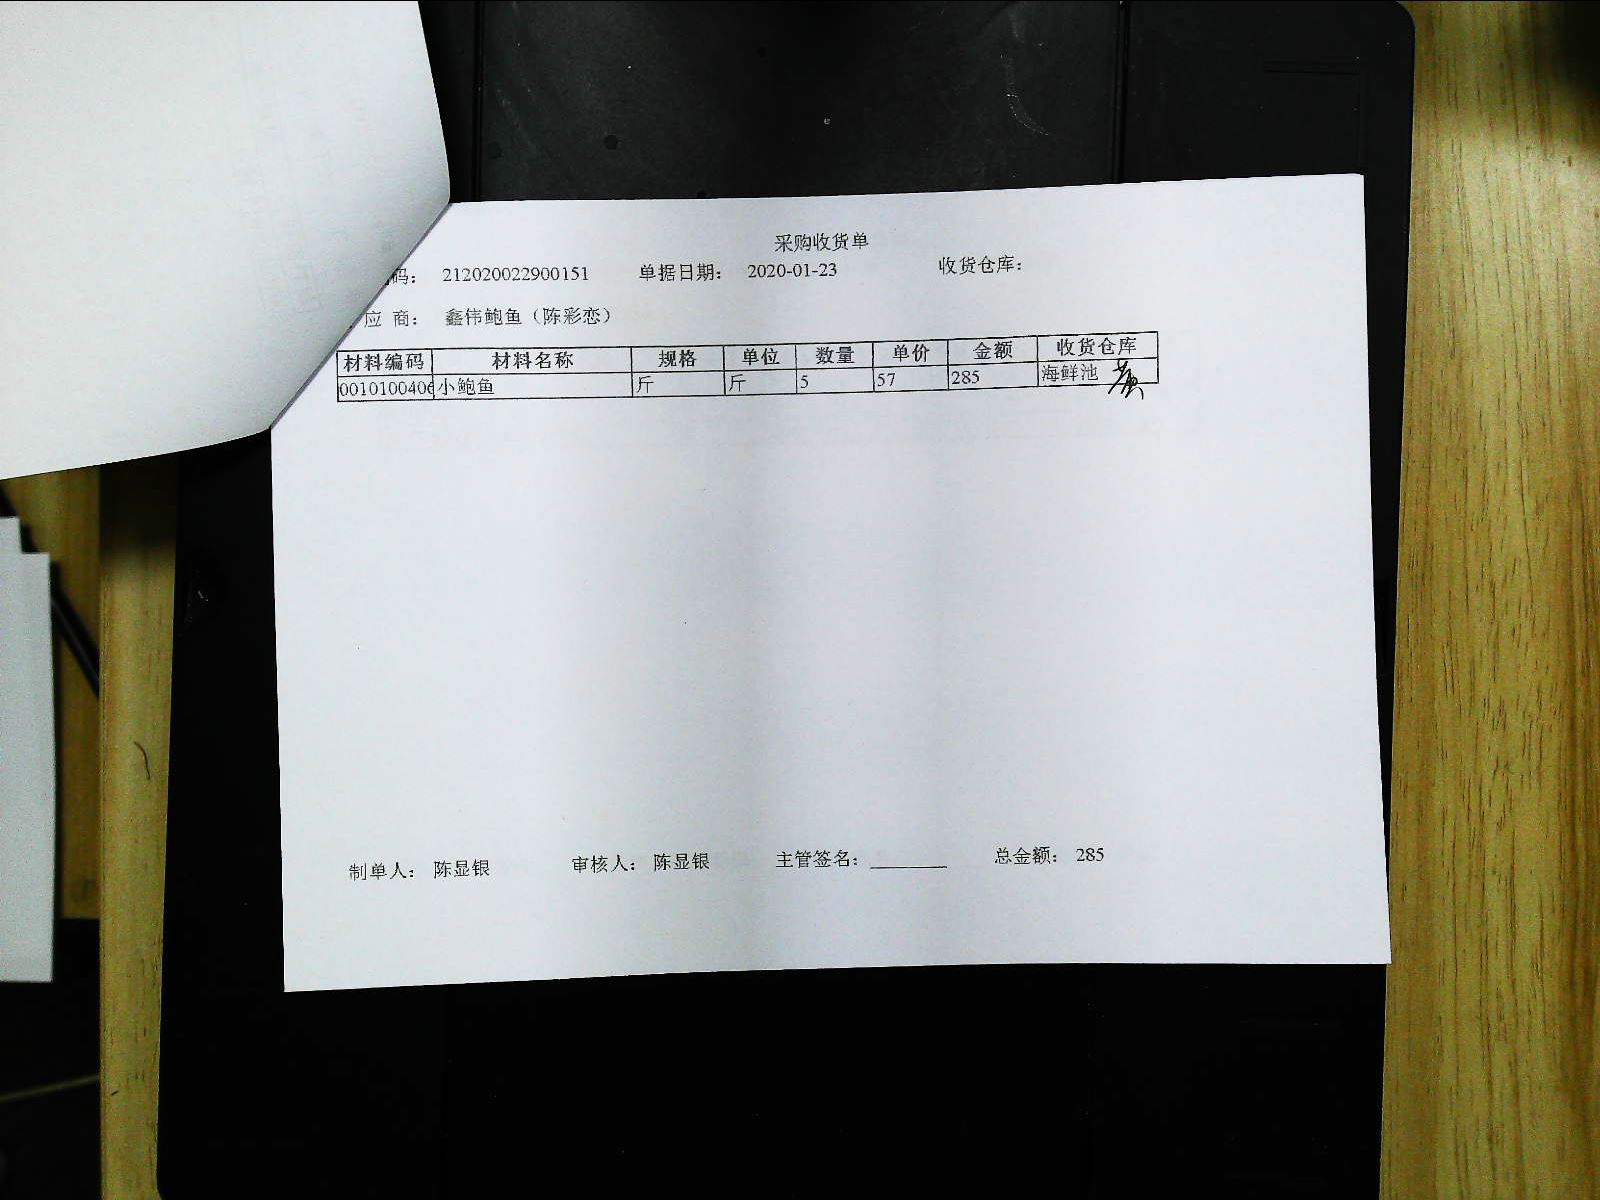 采购收货单
码： 212020022900151 单据日期： 2020-01-23 收货仓库：
应 商： 鑫伟鲍鱼（陈彩恋）
材料编码 材料名称 规格 单位 数量 单价 金额 收货仓库
0010100406 小鲍鱼 斤 斤 5 57 285 海鲜池
制单人： 陈显银 审核人： 陈显银 主管签名： 总金额： 285